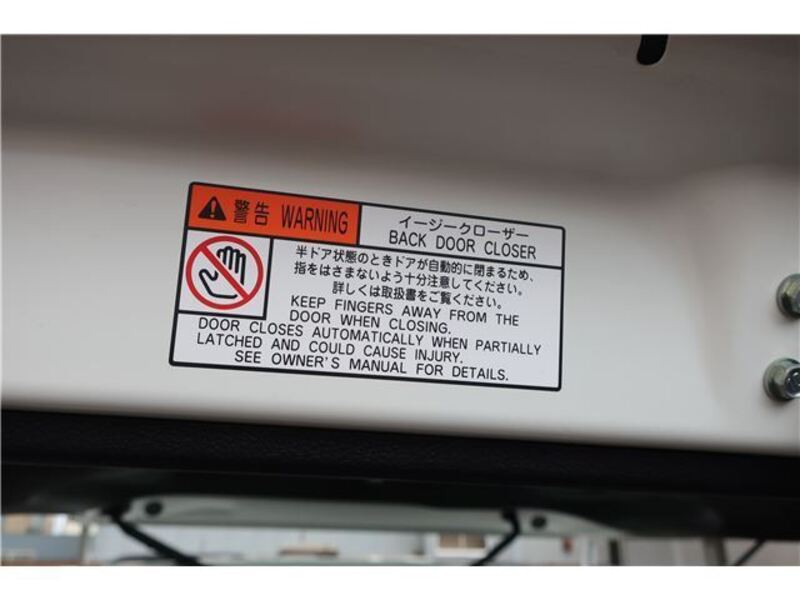 警告 WARNING
イージークローザー
BACK DOOR CLOSER
半ドア状態のときドアが自動的に閉まるため、
指をはさまないよう十分注意してください。
詳しくは取扱書をご覧ください。
KEEP FINGERS AWAY FROM THE
DOOR WHEN CLOSING.
DOOR CLOSES AUTOMATICALLY WHEN PARTIALLY
LATCHED AND COULD CAUSE INJURY.
SEE OWNER'S MANUAL FOR DETAILS.